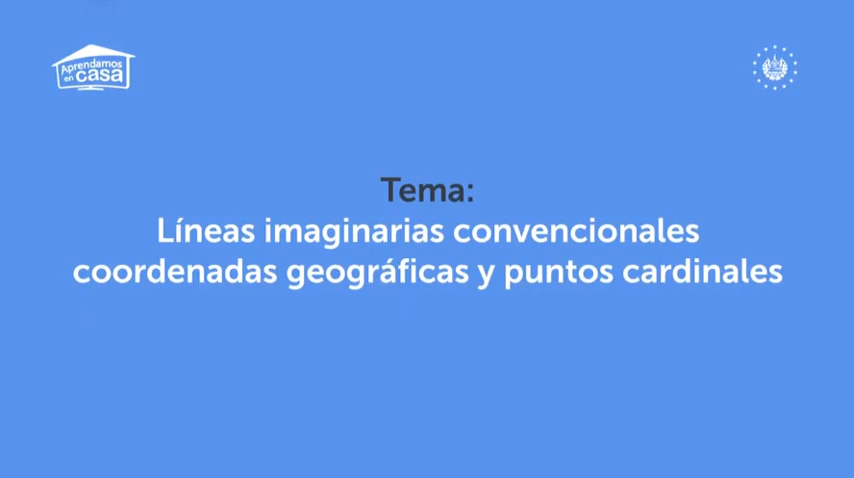 Aprendamos
en casa
Tema:
Líneas imaginarias convencionales
coordenadas geográficas y puntos cardinales